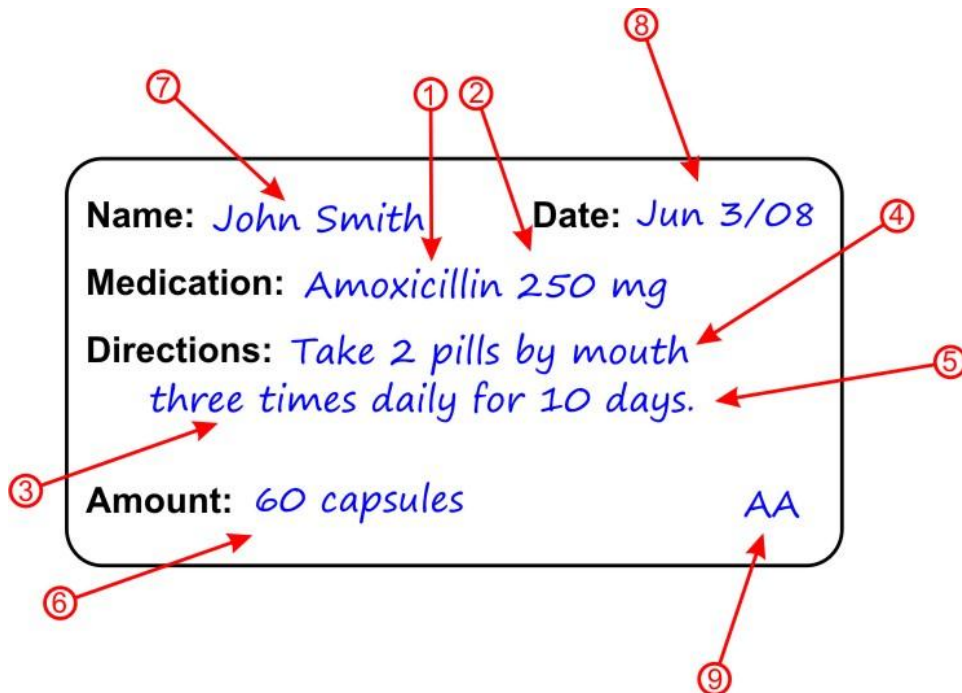 8
7 1 2
Name: John Smith Date: Jun 3/08
4
Medication: Amoxicillin 250 mg
Directions: Take 2 pills by mouth
5
three times daily for 10 days.
3
Amount: 60 capsules AA
6
9